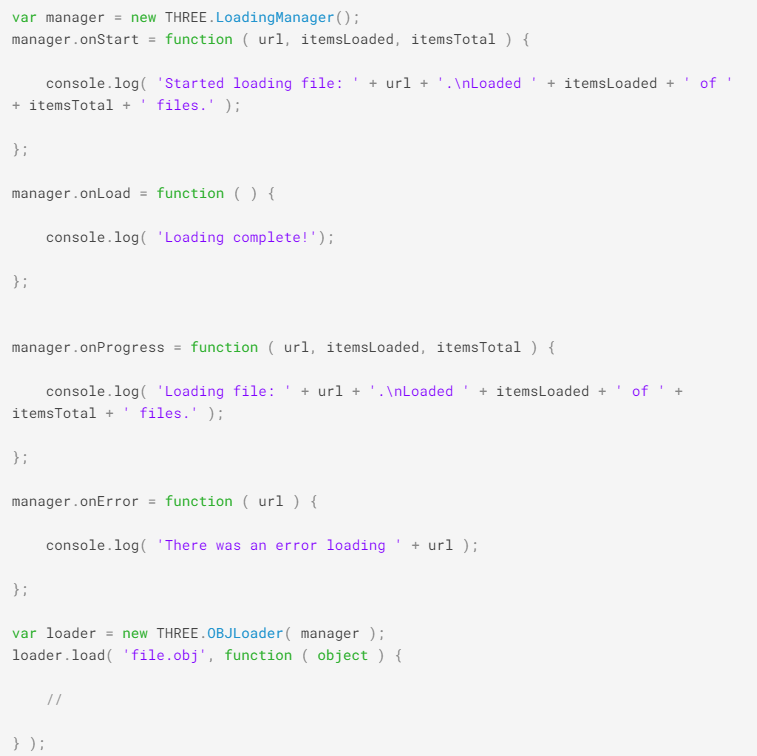 var manager = new THREE.LoadingManager();
manager.onStart = function ( url, itemsLoaded, itemsTotal ) {
    console.log( 'Started loading file: ' + url + '.\nLoaded ' + itemsLoaded + ' of '
+ itemsTotal + ' files.' );
};
manager.onLoad = function ( ) {
    console.log( 'Loading complete!');
};
manager.onProgress = function ( url, itemsLoaded, itemsTotal ) {
    console.log( 'Loading file: ' + url + '.\nLoaded ' + itemsLoaded + ' of ' +
itemsTotal + ' files.' );
};
manager.onError = function ( url ) {
    console.log( 'There was an error loading ' + url );
};
var loader = new THREE.OBJLoader( manager );
loader.load( 'file.obj', function ( object ) {
    //
} );